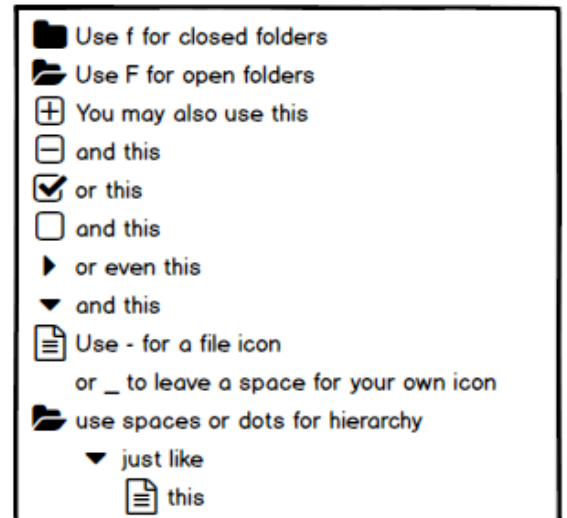 Use f for closed folders
Use F for open folders
You may also use this
and this
or this
and this
or even this
and this
Use - for a file icon
or _ to leave a space for your own icon
use spaces or dots for hierarchy
just like
this